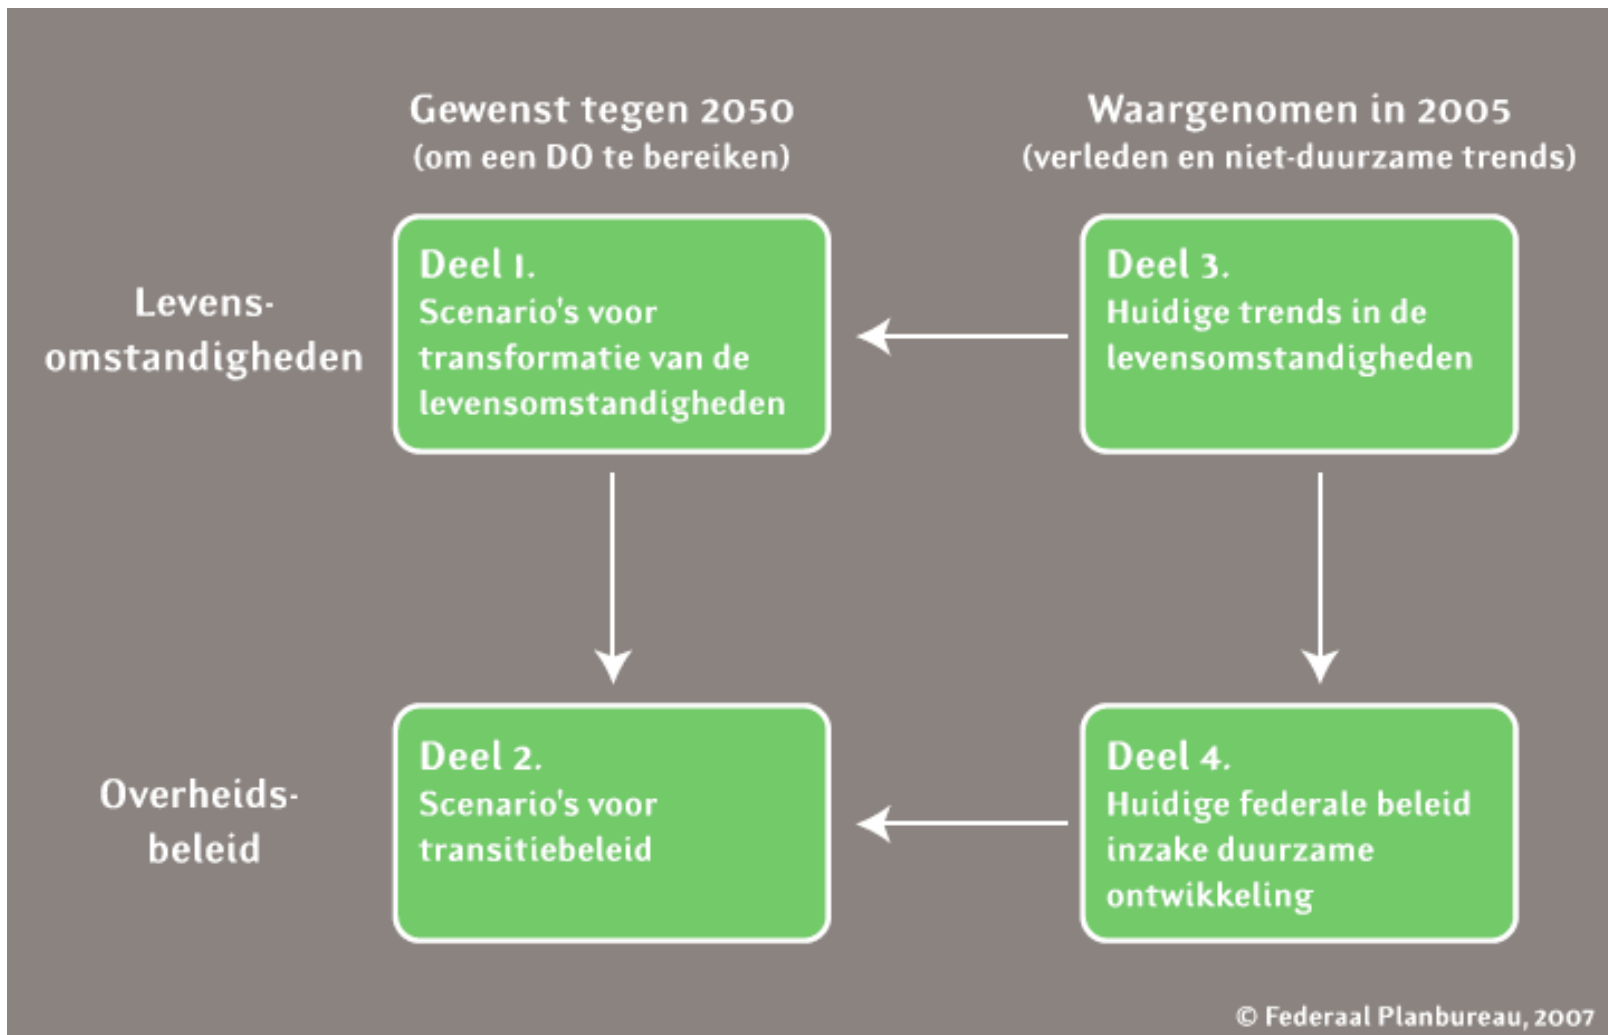 Gewenst tegen 2050
(om een DO te bereiken)
Waargenomen in 2005
(verleden en niet-duurzame trends)
Levens-
omstandigheden
Deel 1.
Scenario's voor
transformatie van de
levensomstandigheden
Deel 3.
Huidige trends in de
levensomstandigheden
Overheids-
beleid
Deel 2.
Scenario's voor
transitiebeleid
Deel 4.
Huidige federale beleid
inzake duurzame
ontwikkeling
© Federaal Planbureau, 2007